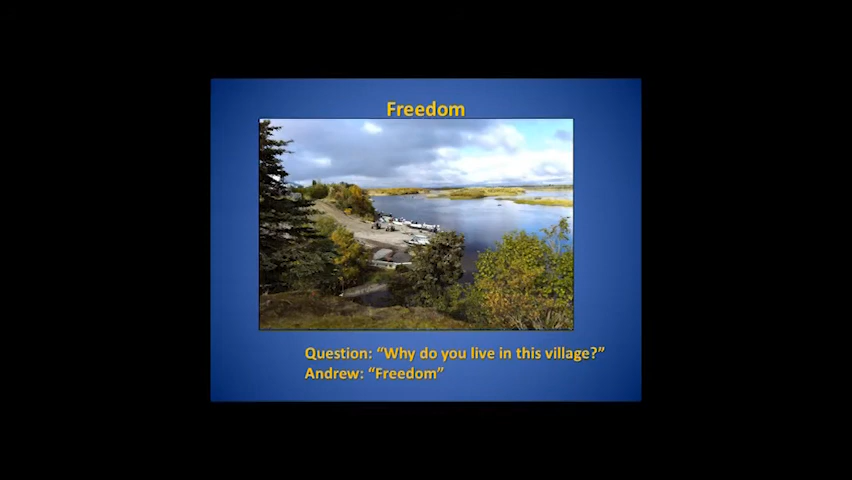 Freedom
Question: “Why do you live in this village?”
Andrew: “Freedom”